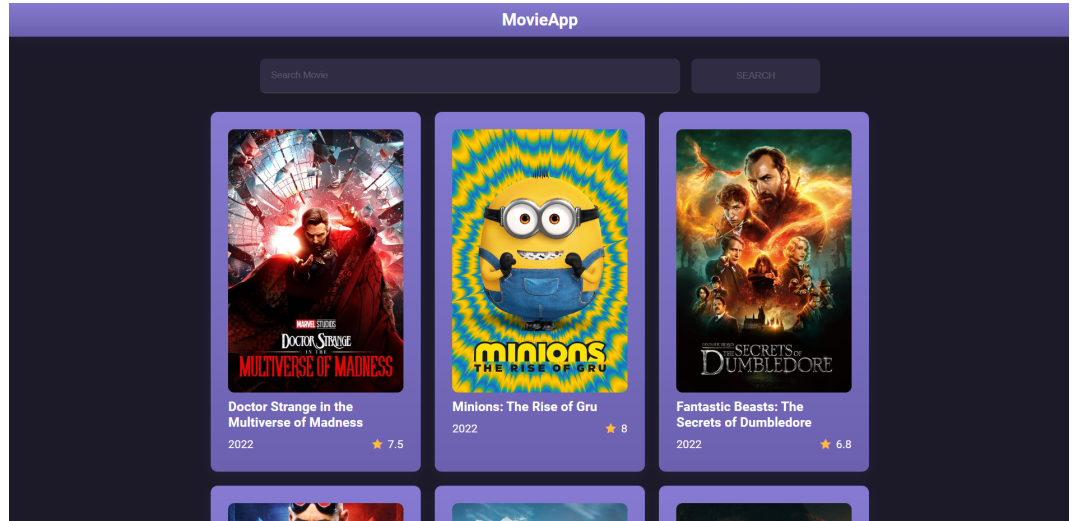 MovieApp
Search Movie
SEARCH
MARVEL STUDIOS
DOCTOR STRANGE
IN THE
MULTIVERSE OF MADNESS
Doctor Strange in the
Multiverse of Madness
2022
7.5
minions
THE RISE OF GRU
Minions: The Rise of Gru
2022
8
FANTASTIC BEASTS
THE SECRETS OF
DUMBLEDORE
Fantastic Beasts: The
Secrets of Dumbledore
2022
6.8